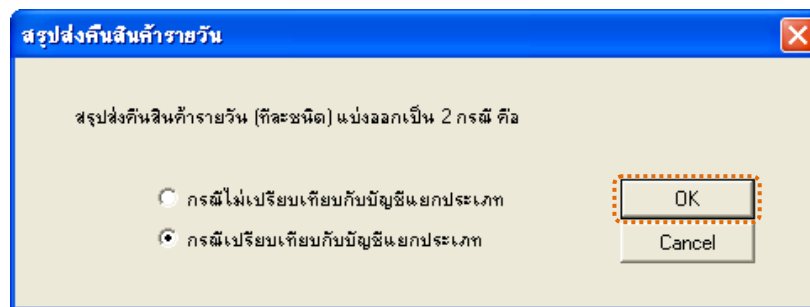 สรุปส่งคืนสินค้ารายวัน
สรุปส่งคืนสินค้ารายวัน (ทีละชนิด) แบ่งออกเป็น 2 กรณี คือ
กรณีไม่เปรียบเทียบกับบัญชีแยกประเภท
OK
กรณีเปรียบเทียบกับบัญชีแยกประเภท
Cancel